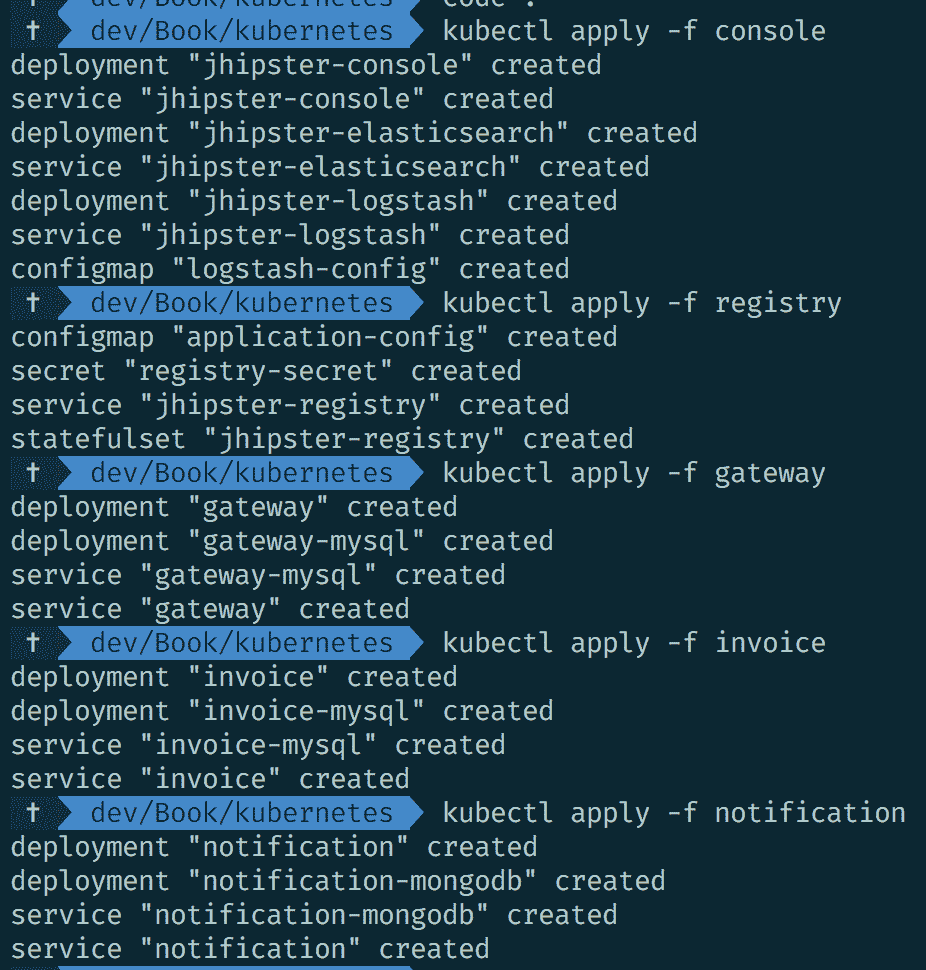 dev/Book/kubernetes code .
† dev/Book/kubernetes kubectl apply -f console
deployment "jhipster-console" created
service "jhipster-console" created
deployment "jhipster-elasticsearch" created
service "jhipster-elasticsearch" created
deployment "jhipster-logstash" created
service "jhipster-logstash" created
configmap "logstash-config" created
† dev/Book/kubernetes kubectl apply -f registry
configmap "application-config" created
secret "registry-secret" created
service "jhipster-registry" created
statefulset "jhipster-registry" created
† dev/Book/kubernetes kubectl apply -f gateway
deployment "gateway" created
deployment "gateway-mysql" created
service "gateway-mysql" created
service "gateway" created
† dev/Book/kubernetes kubectl apply -f invoice
deployment "invoice" created
deployment "invoice-mysql" created
service "invoice-mysql" created
service "invoice" created
† dev/Book/kubernetes kubectl apply -f notification
deployment "notification" created
deployment "notification-mongodb" created
service "notification-mongodb" created
service "notification" created